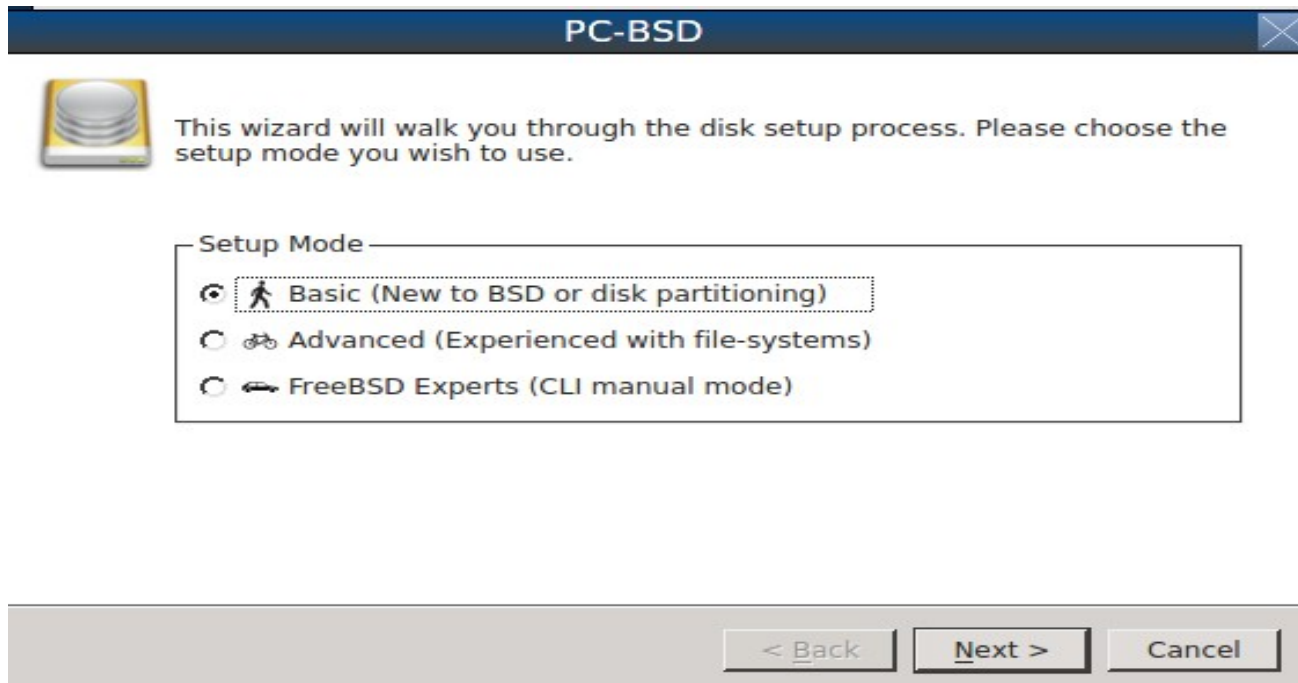 PC-BSD
This wizard will walk you through the disk setup process. Please choose the
setup mode you wish to use.
Setup Mode
Basic (New to BSD or disk partitioning)
Advanced (Experienced with file-systems)
FreeBSD Experts (CLI manual mode)
< Back Next > Cancel